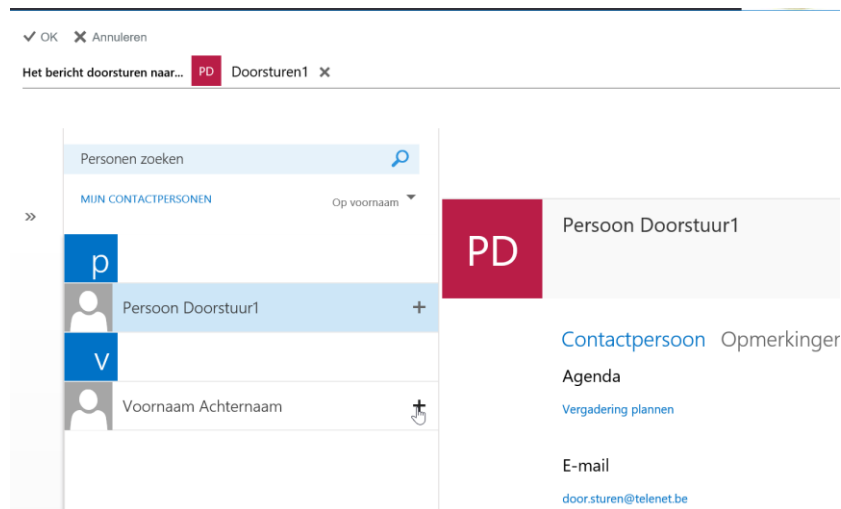 OK Annuleren
Het bericht doorsturen naar... PD Doorsturen1
Personen zoeken
MIJN CONTACTPERSONEN Op voornaam
»
p
Persoon Doorstuur1 +
v
Voornaam Achternaam +
PD Persoon Doorstuur1
Contactpersoon Opmerkingen
Agenda
Vergadering plannen
E-mail
door.sturen@telenet.be